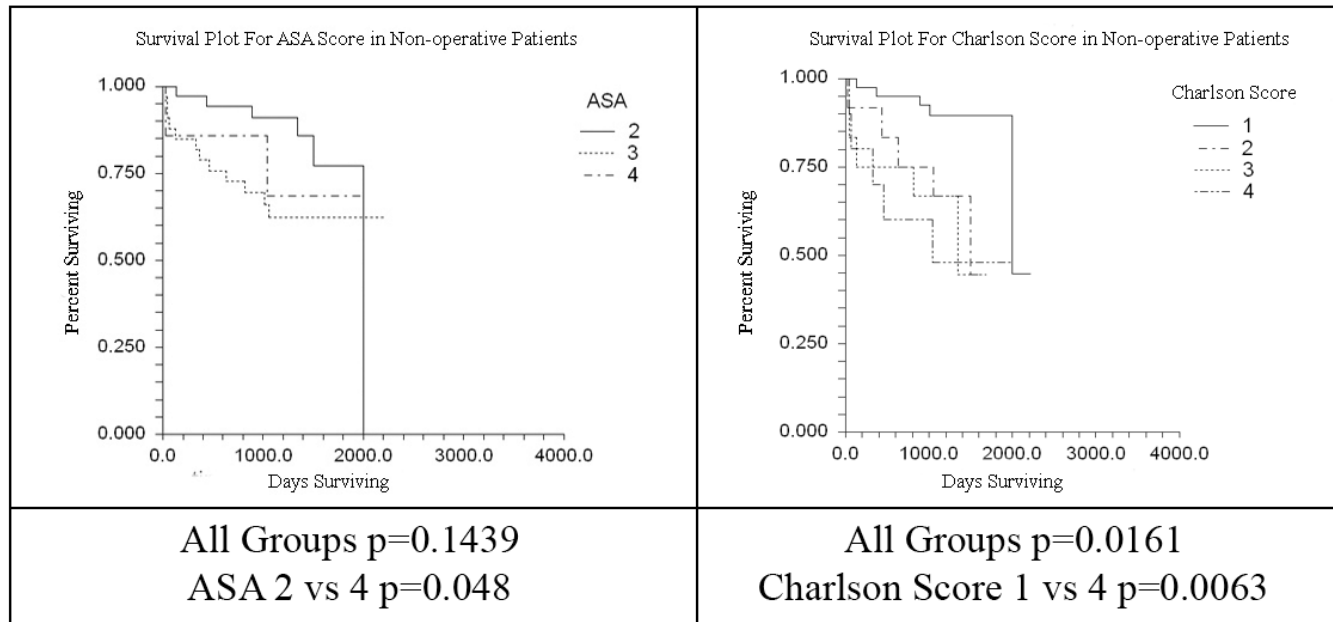 Survival Plot For ASA Score in Non-operative Patients
1.000
0.750
0.500
0.250
0.000
Percent Surviving
0.0 1000.0 2000.0 3000.0 4000.0
Days Surviving
ASA
2
3
4
All Groups p=0.1439
ASA 2 vs 4 p=0.048
Survival Plot For Charlson Score in Non-operative Patients
1.000
0.750
0.500
0.250
0.000
Percent Surviving
0.0 1000.0 2000.0 3000.0 4000.0
Days Surviving
Charlson Score
1
2
3
4
All Groups p=0.0161
Charlson Score 1 vs 4 p=0.0063